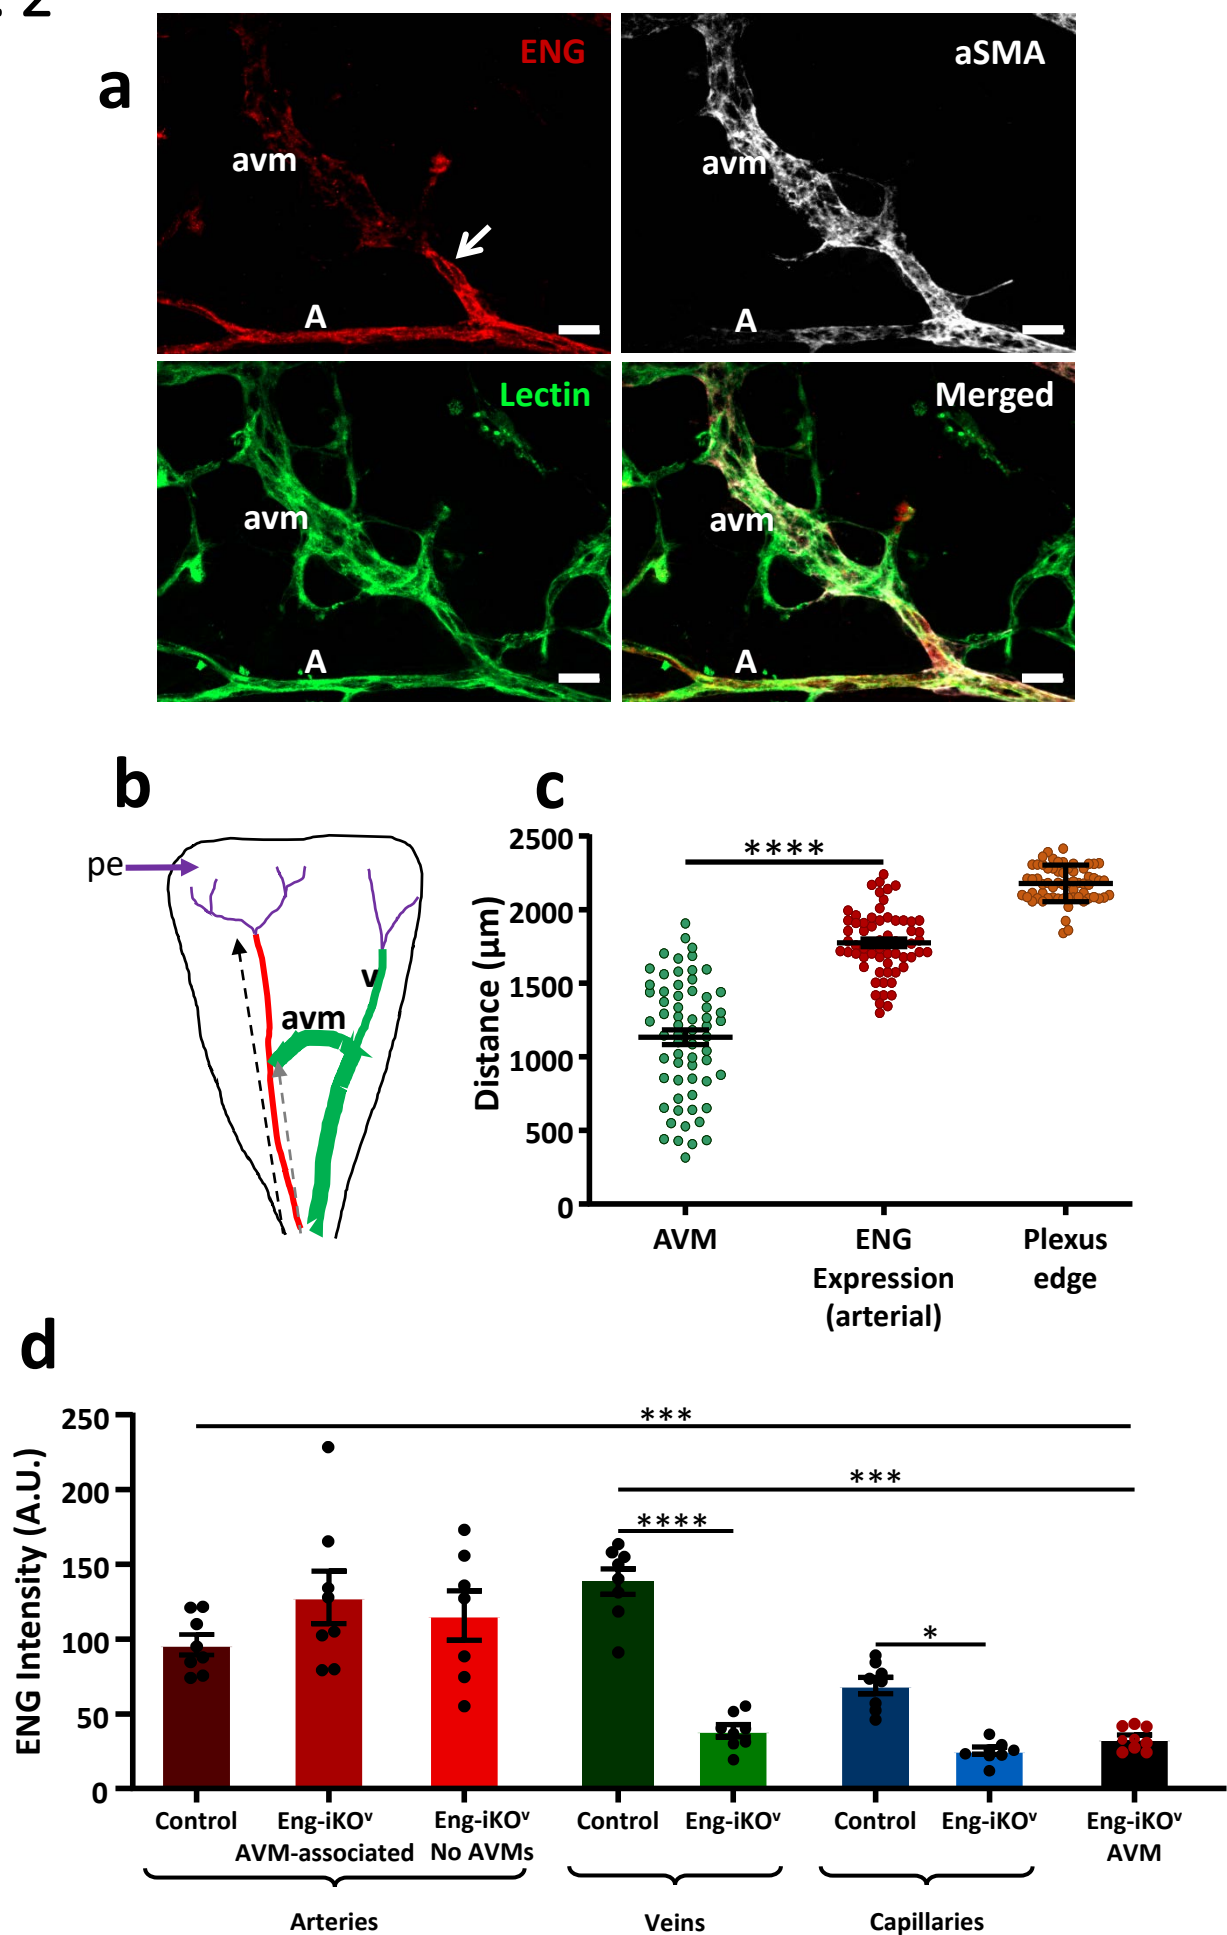 . 2
a
ENG
avm
A
aSMA
avm
A
Lectin
avm
A
Merged
avm
A
b
pe
v
avm
c
Distance (µm)
2500
2000
1500
1000
500
0
****
AVM
ENG
Expression
(arterial)
Plexus
edge
d
ENG Intensity (A.U.)
250
200
150
100
50
0
***
***
****
*
Control
Eng-iKOᵛ
AVM-associated
Eng-iKOᵛ
No AVMs
Control
Eng-iKOᵛ
Control
Eng-iKOᵛ
Eng-iKOᵛ
AVM
Arteries
Veins
Capillaries